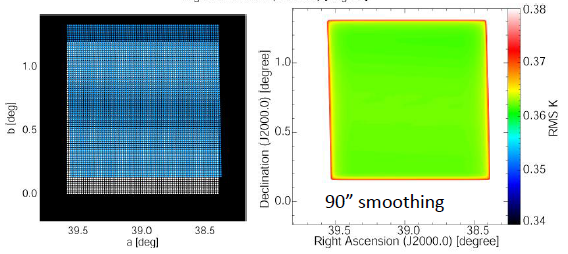 1.0
0.5
0.0
b [deg]
39.5 39.0 38.5
a [deg]
1.0
0.5
0.0
Declination (J2000.0) [degree]
90” smoothing
39.5 39.0 38.5
Right Ascension (J2000.0) [degree]
0.38
0.37
0.36
0.35
0.34
RMS K